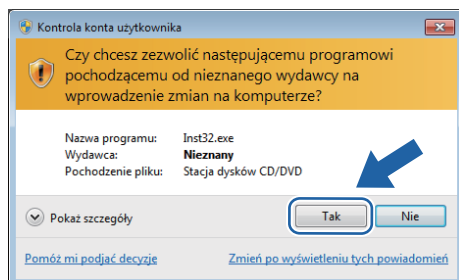 Kontrola konta użytkownika
Czy chcesz zezwolić następującemu programowi
pochodzącemu od nieznanego wydawcy na
wprowadzenie zmian na komputerze?
Nazwa programu: Inst32.exe
Wydawca: Nieznany
Pochodzenie pliku: Stacja dysków CD/DVD
Pokaż szczegóły Tak Nie
Pomóż mi podjąć decyzję Zmień po wyświetleniu tych powiadomień